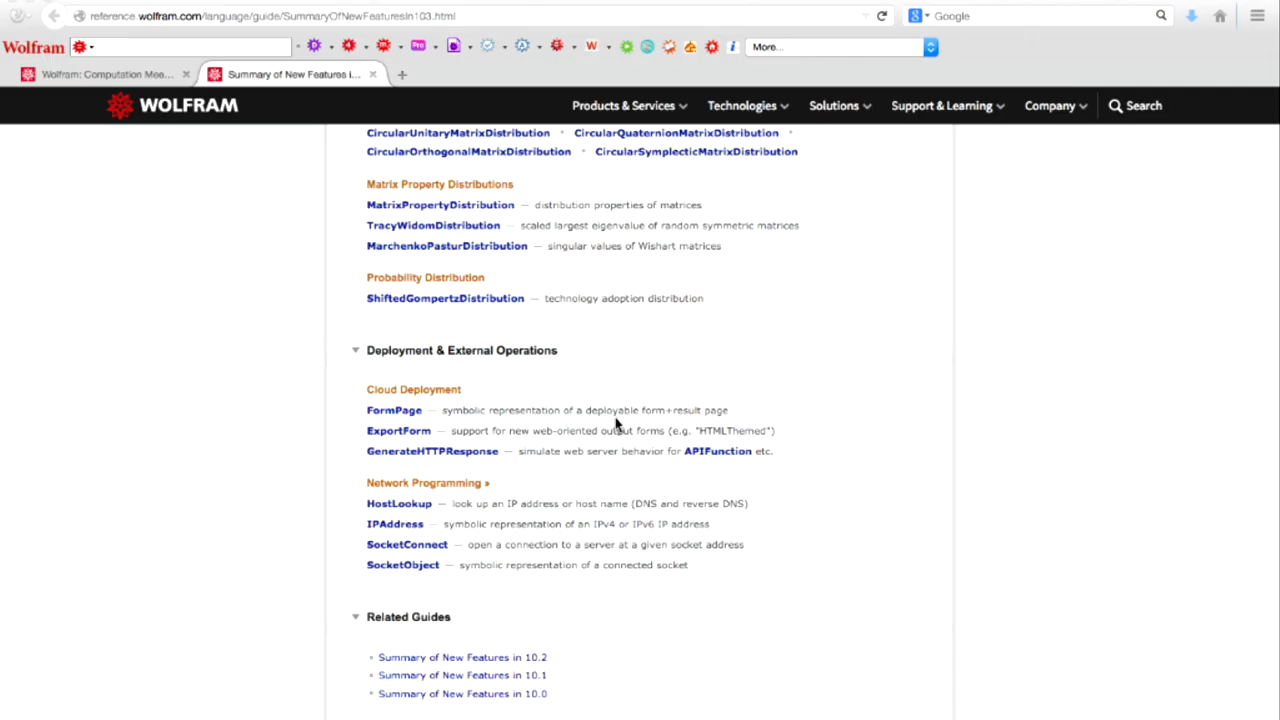 reference.wolfram.com/language/guide/SummaryOfNewFeaturesIn103.html
Google
Wolfram
Pro
W
More...
Wolfram: Computation Mee...
Summary of New Features i...
WOLFRAM
Products & Services
Technologies
Solutions
Support & Learning
Company
Search
CircularUnitaryMatrixDistribution • CircularQuaternionMatrixDistribution •
CircularOrthogonalMatrixDistribution • CircularSymplecticMatrixDistribution
Matrix Property Distributions
MatrixPropertyDistribution — distribution properties of matrices
TracyWidomDistribution — scaled largest eigenvalue of random symmetric matrices
MarchenkoPasturDistribution — singular values of Wishart matrices
Probability Distribution
ShiftedGompertzDistribution — technology adoption distribution
Deployment & External Operations
Cloud Deployment
FormPage — symbolic representation of a deployable form+result page
ExportForm — support for new web-oriented output forms (e.g. "HTMLThemed")
GenerateHTTPResponse — simulate web server behavior for APIFunction etc.
Network Programming »
HostLookup — look up an IP address or host name (DNS and reverse DNS)
IPAddress — symbolic representation of an IPv4 or IPv6 IP address
SocketConnect — open a connection to a server at a given socket address
SocketObject — symbolic representation of a connected socket
Related Guides
• Summary of New Features in 10.2
• Summary of New Features in 10.1
• Summary of New Features in 10.0